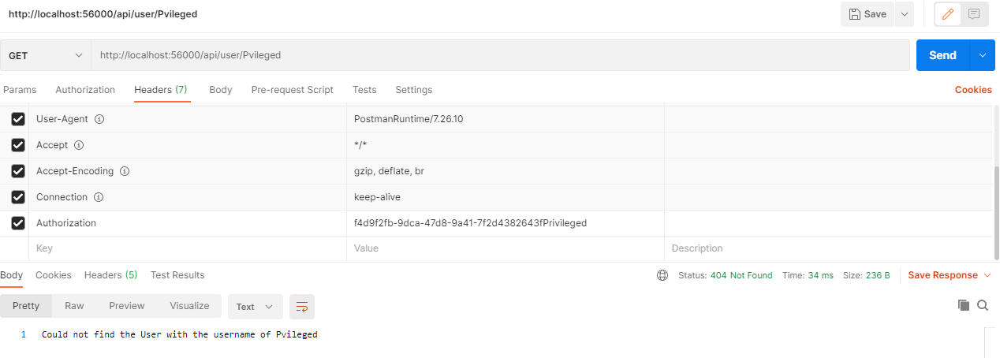 http://localhost:56000/api/user/Pvileged
Save
GET http://localhost:56000/api/user/Pvileged Send
Params Authorization Headers (7) Body Pre-request Script Tests Settings Cookies
User-Agent PostmanRuntime/7.26.10
Accept */*
Accept-Encoding gzip, deflate, br
Connection keep-alive
Authorization f4d9f2fb-9dca-47d8-9a41-7f2d4382643fPrivileged
Key Value Description
Body Cookies Headers (5) Test Results Status: 404 Not Found Time: 34 ms Size: 236 B Save Response
Pretty Raw Preview Visualize Text
1 Could not find the User with the username of Pvileged